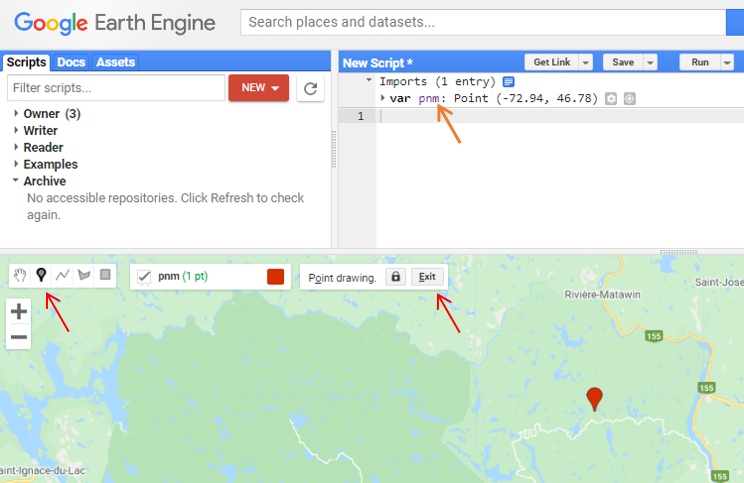 Google Earth Engine
Search places and datasets...
Scripts Docs Assets
Filter scripts...
NEW
Owner (3)
Writer
Reader
Examples
Archive
No accessible repositories. Click Refresh to check
again.
New Script *
Get Link
Save
Run
Imports (1 entry)
var pnm: Point (-72.94, 46.78)
1
pnm (1 pt)
Point drawing.
Exit
Rivière-Matawin
Saint-Jose
155
155
155
aint-Ignace-du-Lac